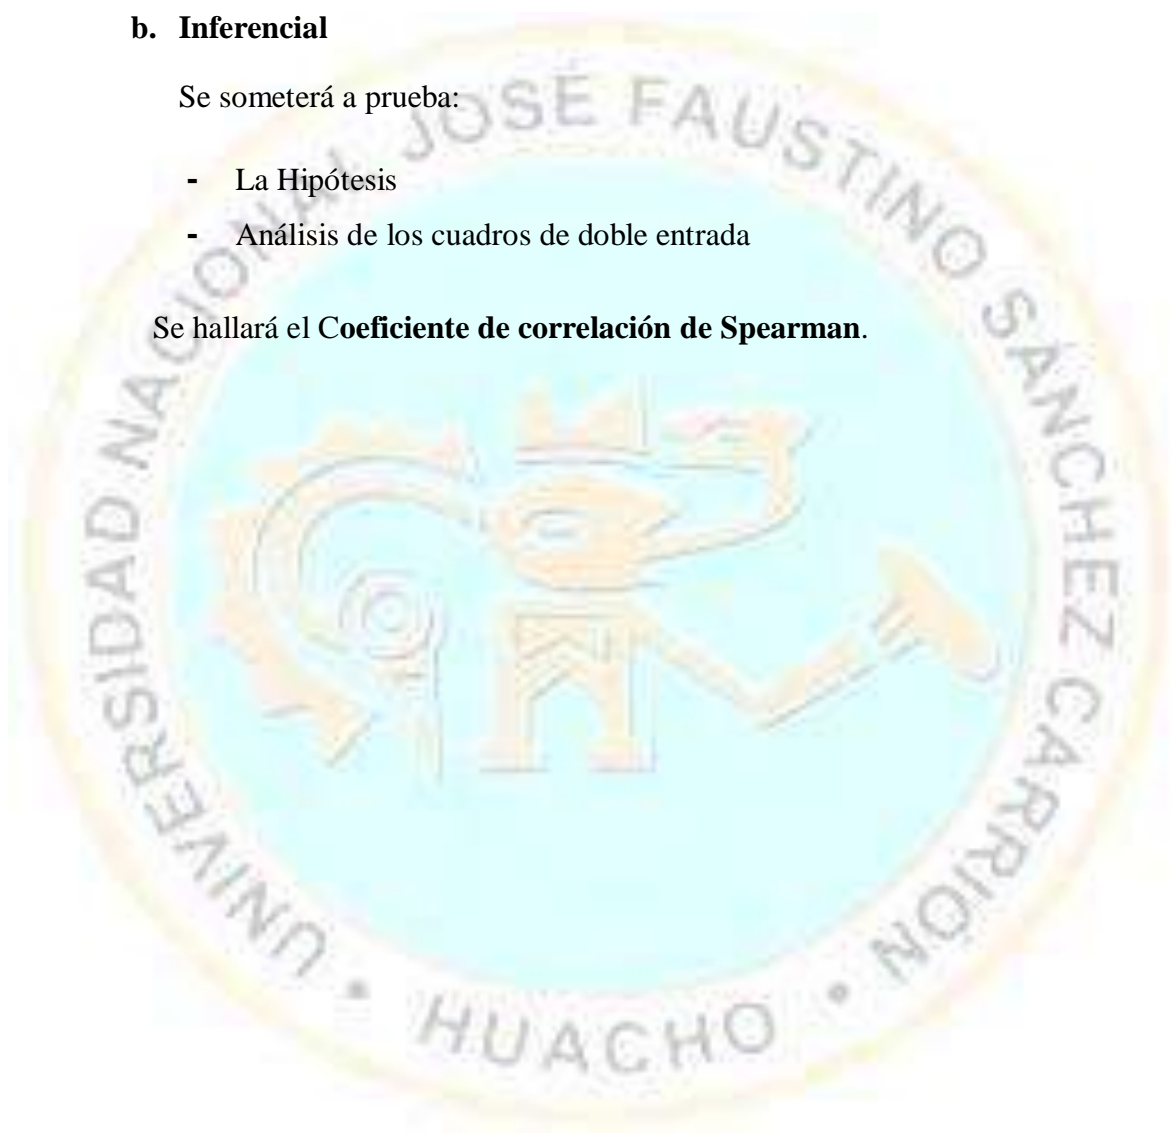 b. Inferencial
Se someterá a prueba:
- La Hipótesis
- Análisis de los cuadros de doble entrada
Se hallará el Coeficiente de correlación de Spearman.
UNIVERSIDAD NACIONAL JOSÉ FAUSTINO SÁNCHEZ CARRIÓN • HUACHO •